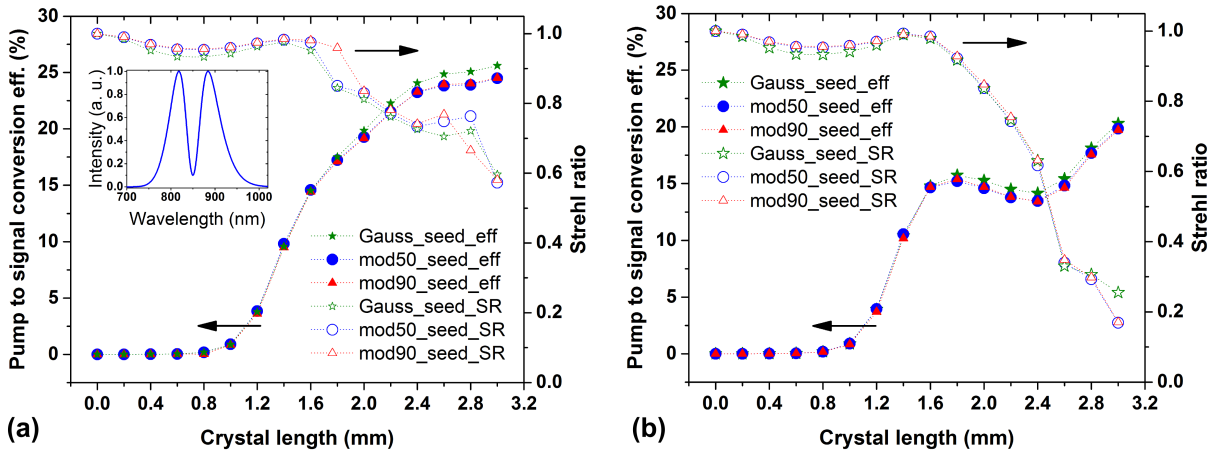 30
25
20
15
10
5
0
Pump to signal conversion eff. (%)
1.0
0.8
0.6
0.4
0.2
0.0
Strehl ratio
1.0
0.8
0.6
0.4
0.2
0.0
Intensity (a. u.)
700 800 900 1000
Wavelength (nm)
Gauss_seed_eff
mod50_seed_eff
mod90_seed_eff
Gauss_seed_SR
mod50_seed_SR
mod90_seed_SR
0.0 0.4 0.8 1.2 1.6 2.0 2.4 2.8 3.2
(a)
Crystal length (mm)
30
25
20
15
10
5
0
Pump to signal conversion eff. (%)
1.0
0.8
0.6
0.4
0.2
0.0
Strehl ratio
Gauss_seed_eff
mod50_seed_eff
mod90_seed_eff
Gauss_seed_SR
mod50_seed_SR
mod90_seed_SR
0.0 0.4 0.8 1.2 1.6 2.0 2.4 2.8 3.2
(b)
Crystal length (mm)